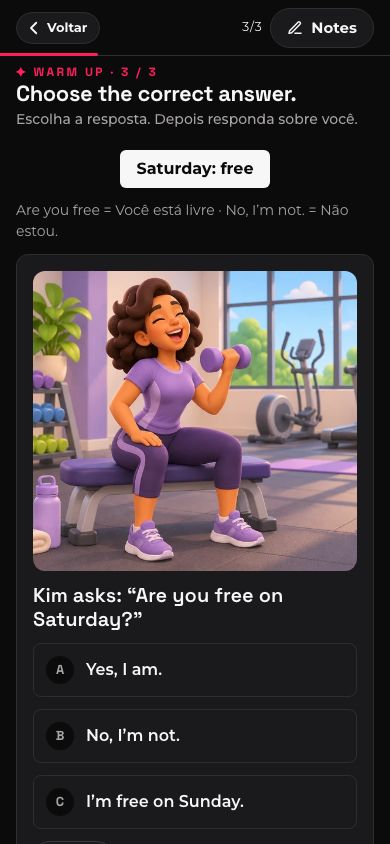 Voltar
3/3
Notes
✦ WARM UP · 3 / 3
Choose the correct answer.
Escolha a resposta. Depois responda sobre você.
Saturday: free
Are you free = Você está livre · No, I’m not. = Não
estou.
Kim asks: “Are you free on
Saturday?”
A Yes, I am.
B No, I’m not.
C I’m free on Sunday.